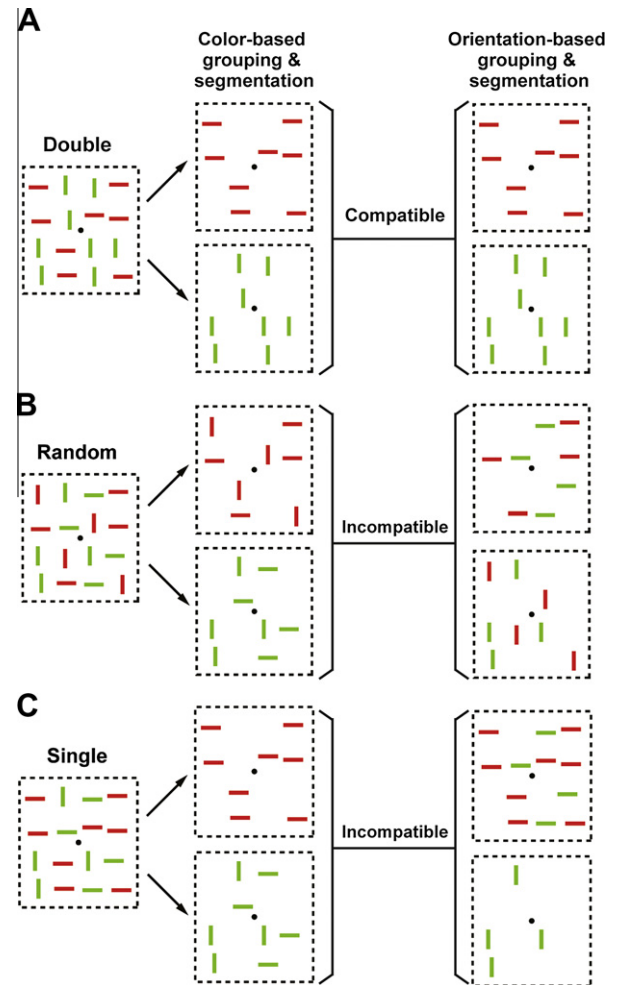 A
Color-based
grouping &
segmentation
Orientation-based
grouping &
segmentation
Double
Compatible
B
Random
Incompatible
C
Single
Incompatible